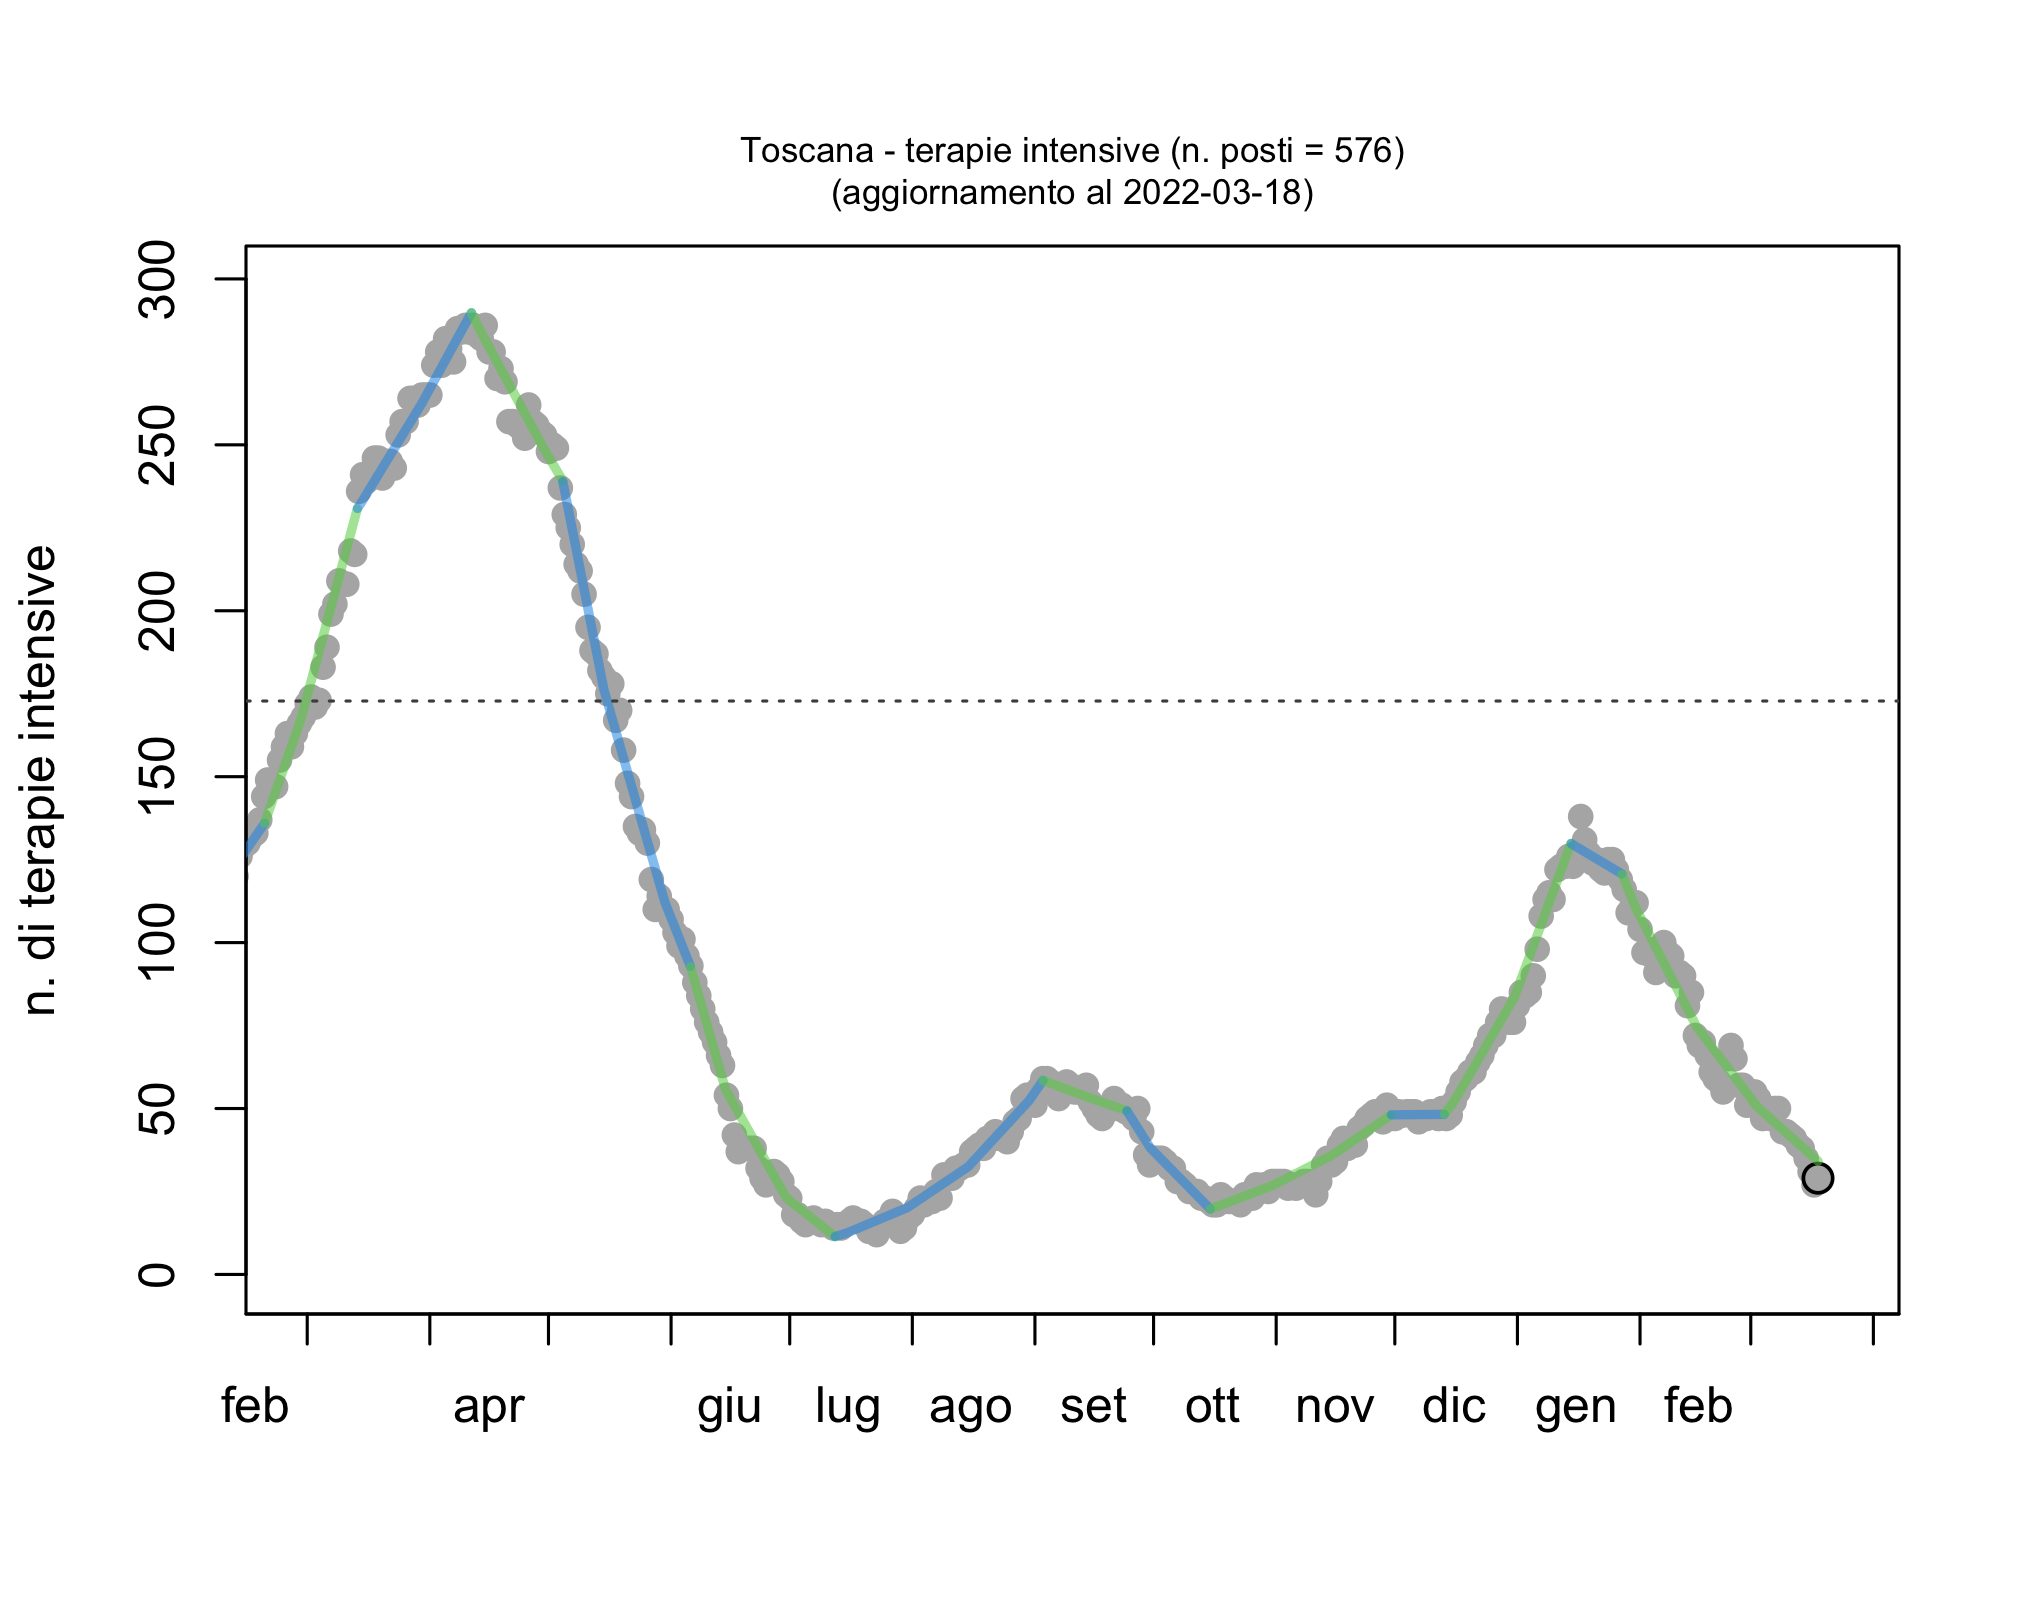 Toscana - terapie intensive (n. posti = 576)
(aggiornamento al 2022-03-18)
n. di terapie intensive
300
250
200
150
100
50
0
feb apr giu lug ago set ott nov dic gen feb